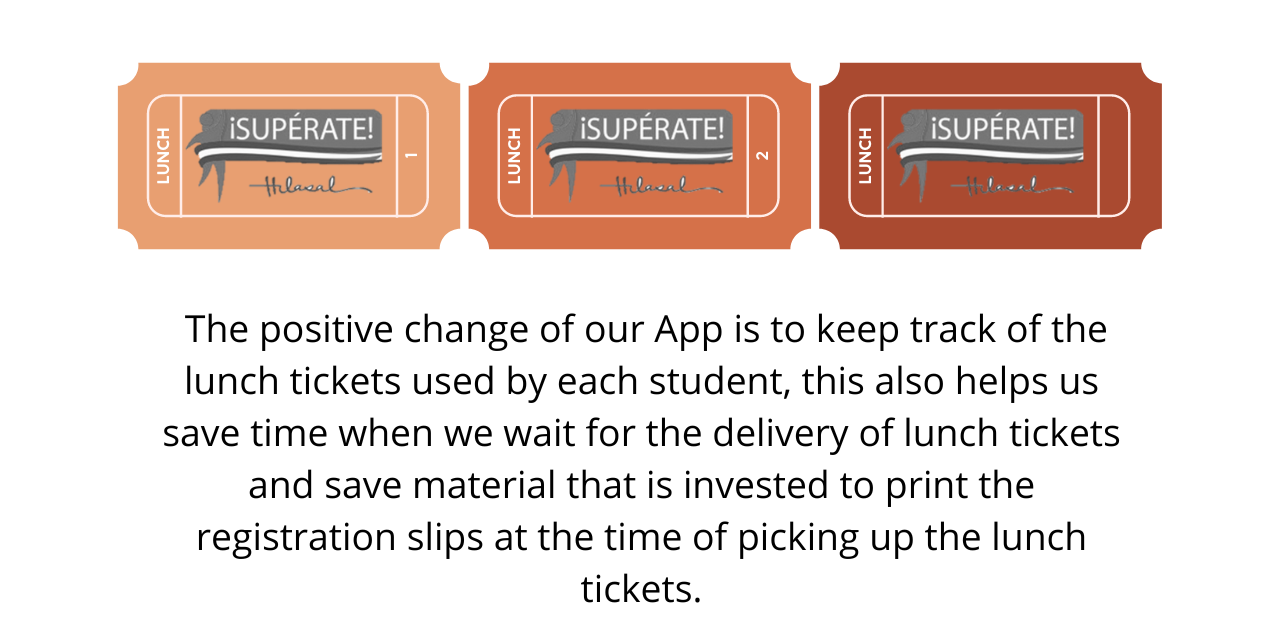 LUNCH
¡SUPÉRATE!
Hilasal
1
LUNCH
¡SUPÉRATE!
Hilasal
2
LUNCH
¡SUPÉRATE!
Hilasal
The positive change of our App is to keep track of the
lunch tickets used by each student, this also helps us
save time when we wait for the delivery of lunch tickets
and save material that is invested to print the
registration slips at the time of picking up the lunch
tickets.